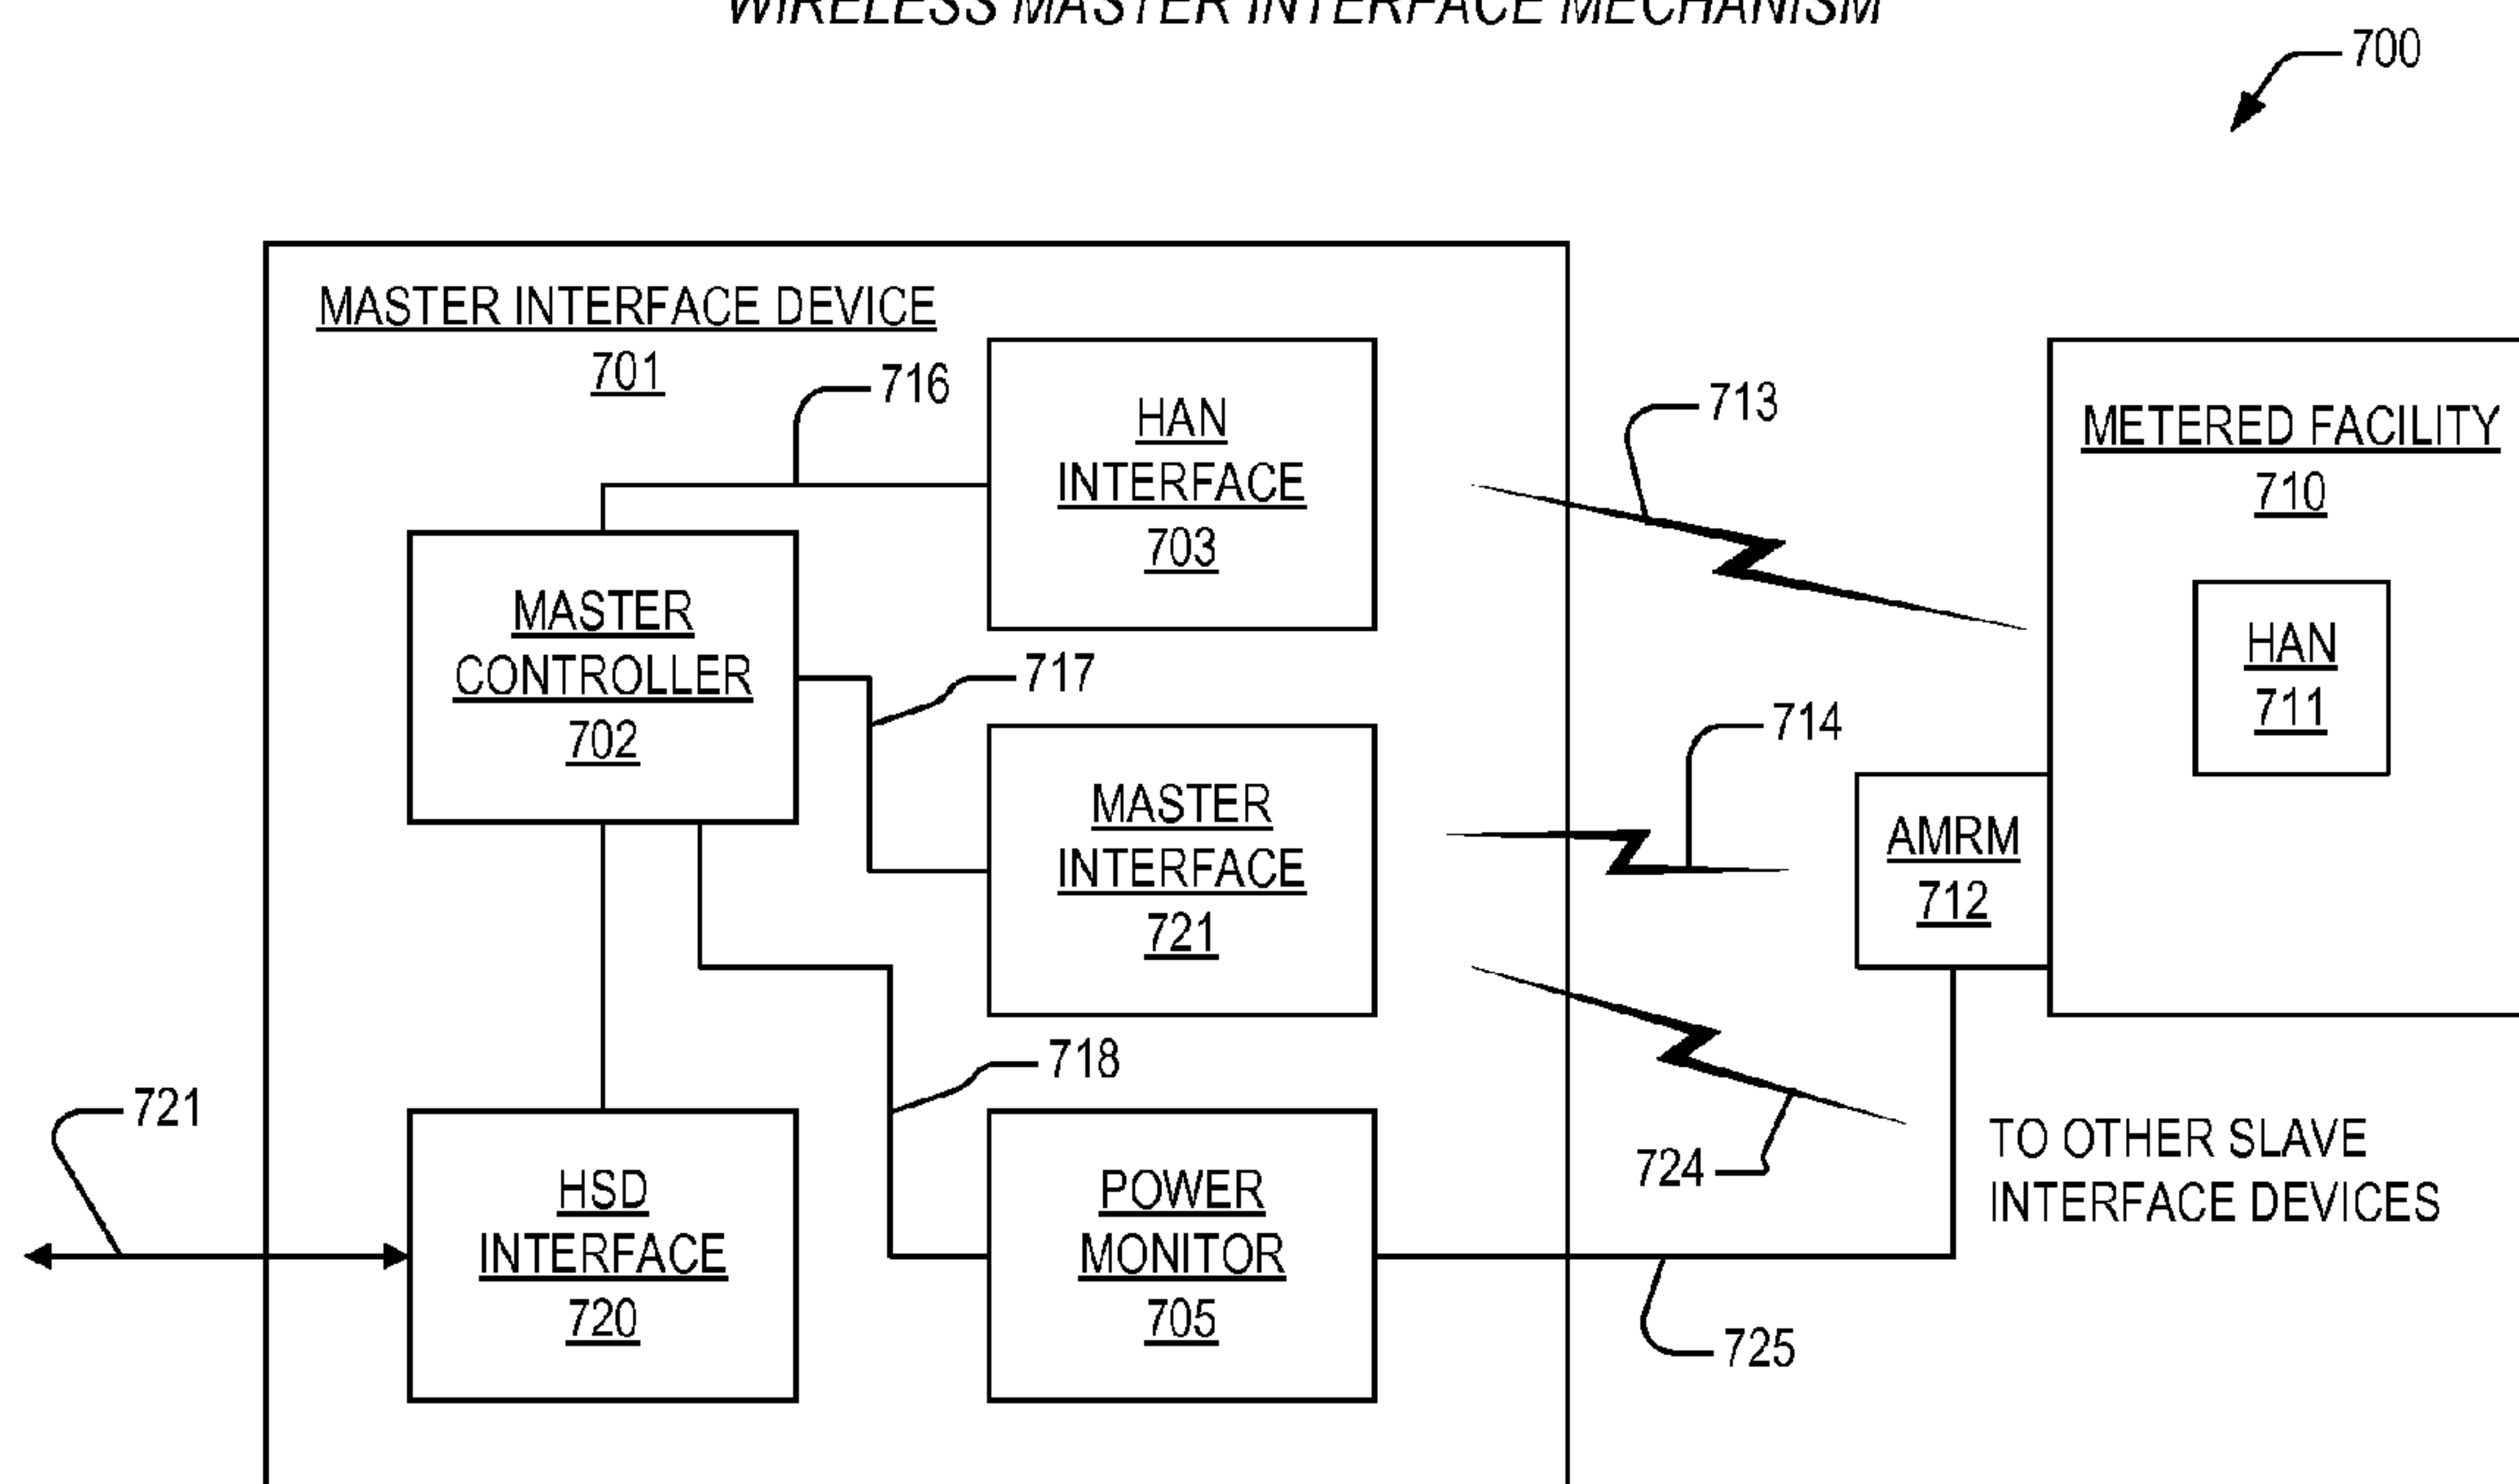 WIRELESS MASTER INTERFACE MECHANISM
700
MASTER INTERFACE DEVICE
701
716
HAN
INTERFACE
703
713
METERED FACILITY
710
MASTER
CONTROLLER
702
HAN
711
717
714
MASTER
INTERFACE
721
AMRM
712
718
721
HSD
INTERFACE
720
POWER
MONITOR
705
724
TO OTHER SLAVE
INTERFACE DEVICES
725